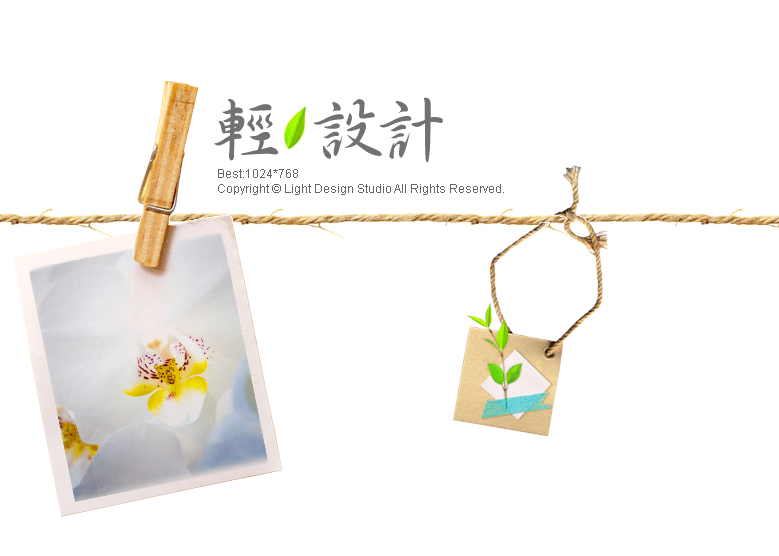 輕設計
Best:1024*768
Copyright © Light Design Studio All Rights Reserved.